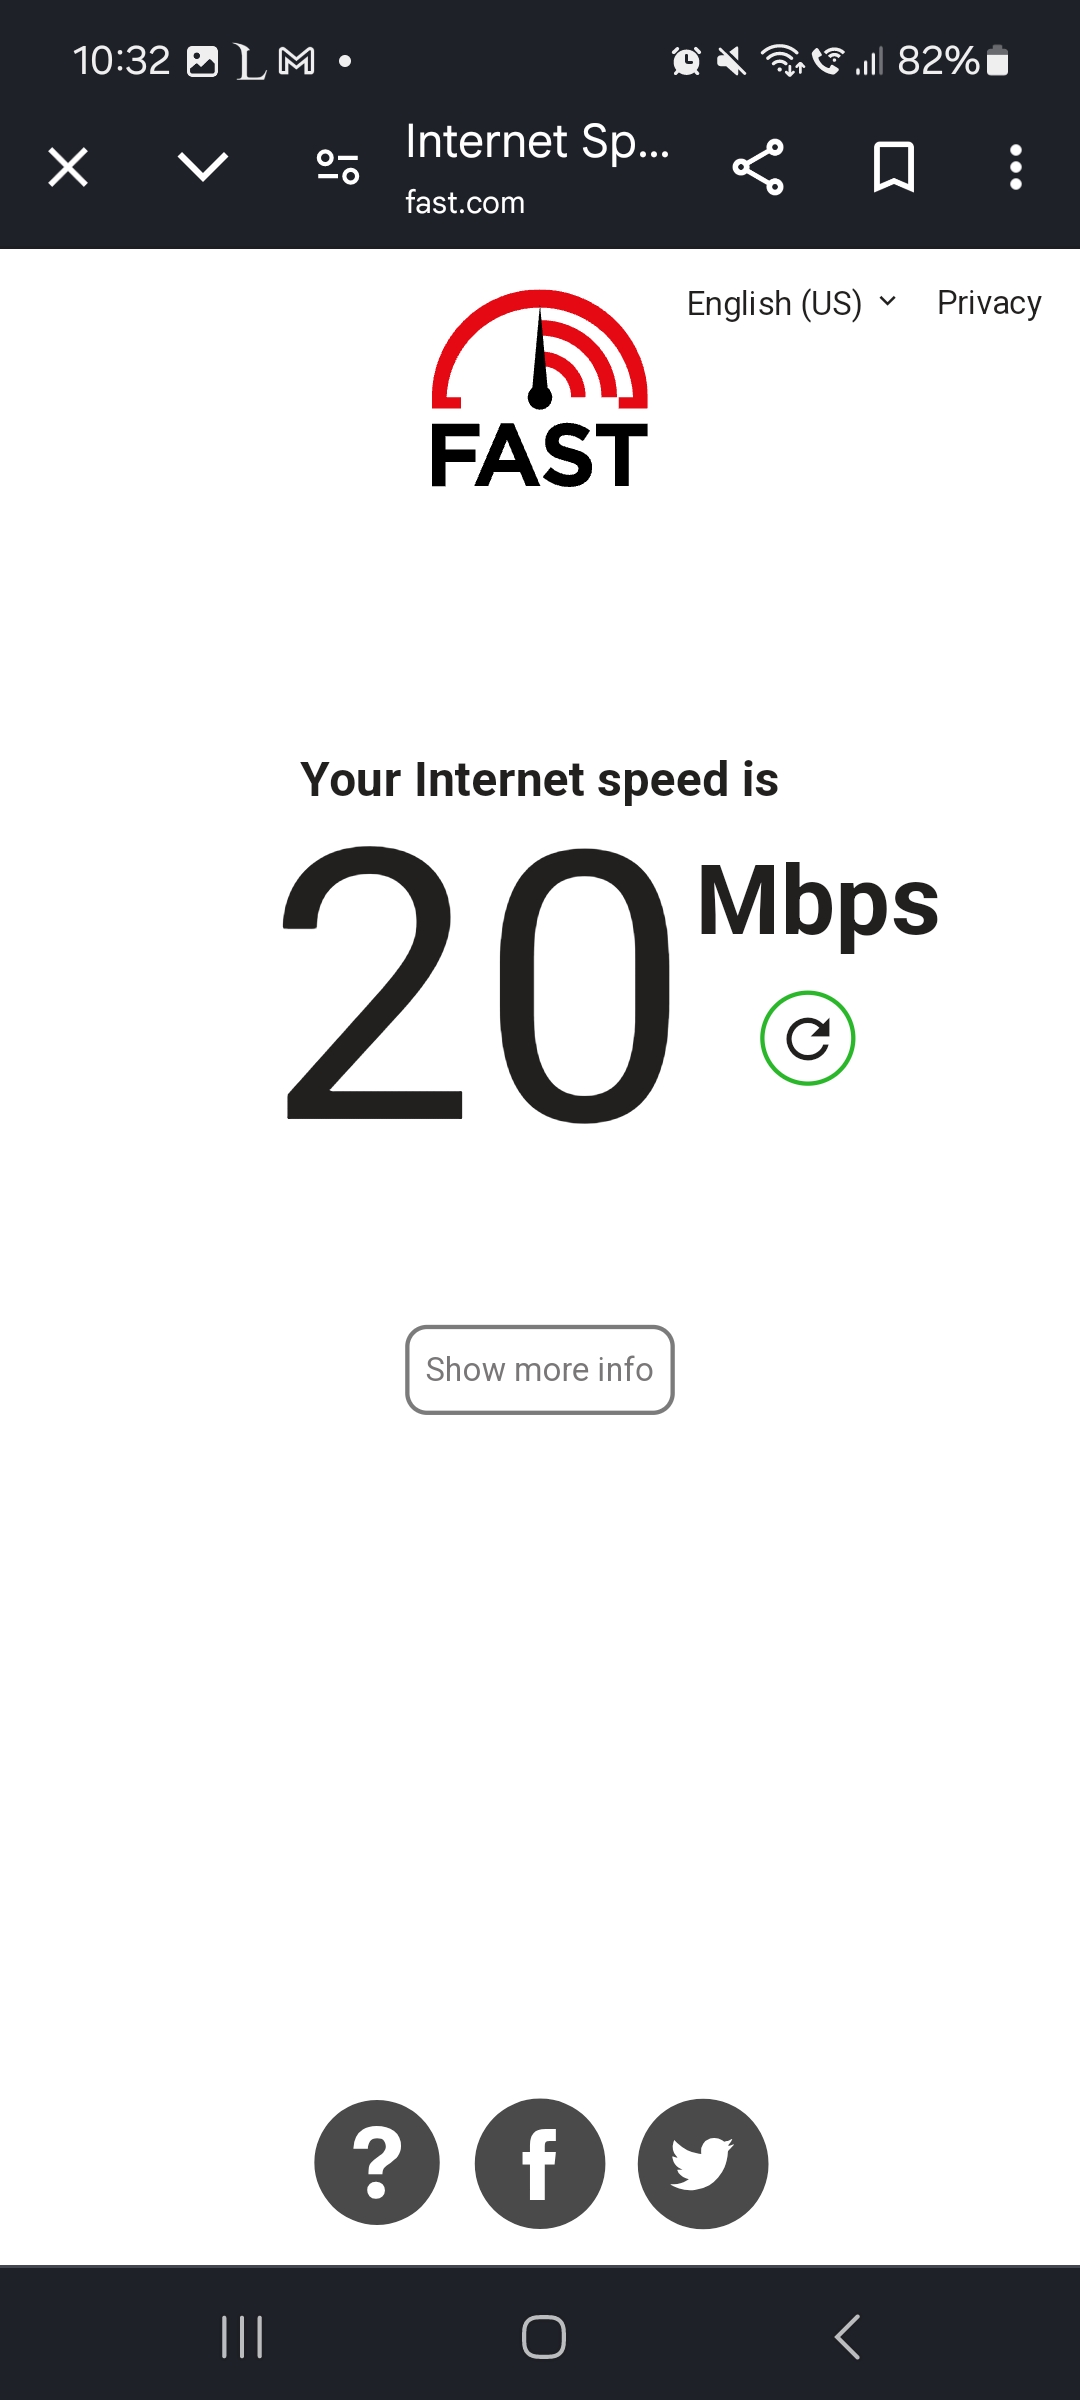 10:32 82%
Internet Sp...
fast.com
English (US) Privacy
FAST
Your Internet speed is
20 Mbps
Show more info